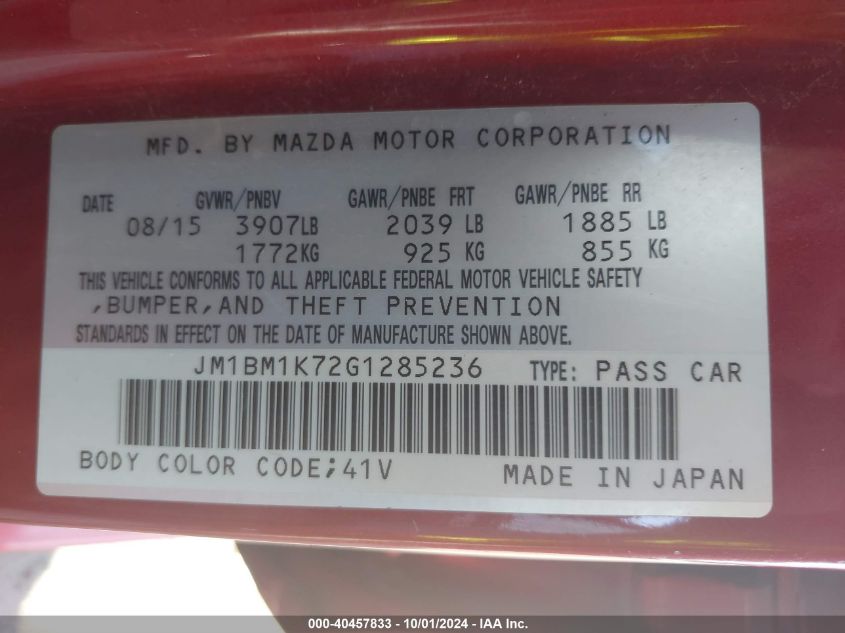 MFD. BY MAZDA MOTOR CORPORATION
DATE GVWR/PNBV GAWR/PNBE FRT GAWR/PNBE RR
08/15 3907LB 2039 LB 1885 LB
1772KG 925 KG 855 KG
THIS VEHICLE CONFORMS TO ALL APPLICABLE FEDERAL MOTOR VEHICLE SAFETY
,BUMPER,AND THEFT PREVENTION
STANDARDS IN EFFECT ON THE DATE OF MANUFACTURE SHOWN ABOVE.
JM1BM1K72G1285236 TYPE: PASS CAR
BODY COLOR CODE;41V MADE IN JAPAN
000-40457833 - 10/01/2024 - IAA Inc.